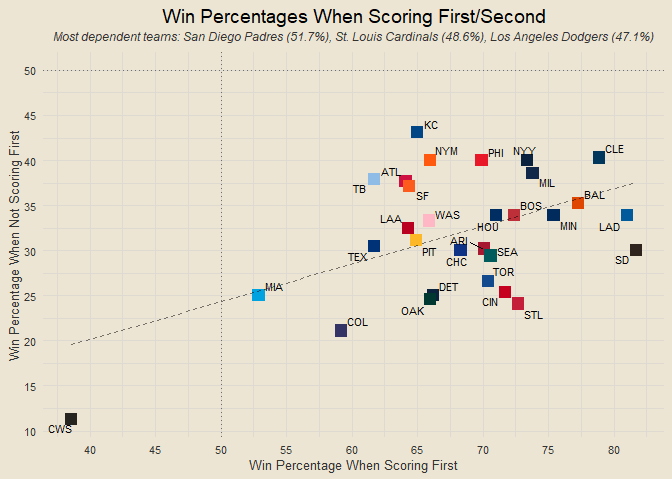 Win Percentages When Scoring First/Second
Most dependent teams: San Diego Padres (51.7%), St. Louis Cardinals (48.6%), Los Angeles Dodgers (47.1%)
Win Percentage When Not Scoring First
50
45
40
35
30
25
20
15
10
KC
NYM
PHI
NYY
CLE
ATL
TB
SF
MIL
BAL
LAA
WAS
BOS
HOU
MIN
LAD
TEX
PIT
ARI
CHC
SEA
SD
TOR
MIA
DET
OAK
CIN
STL
COL
CWS
40
45
50
55
60
65
70
75
80
Win Percentage When Scoring First